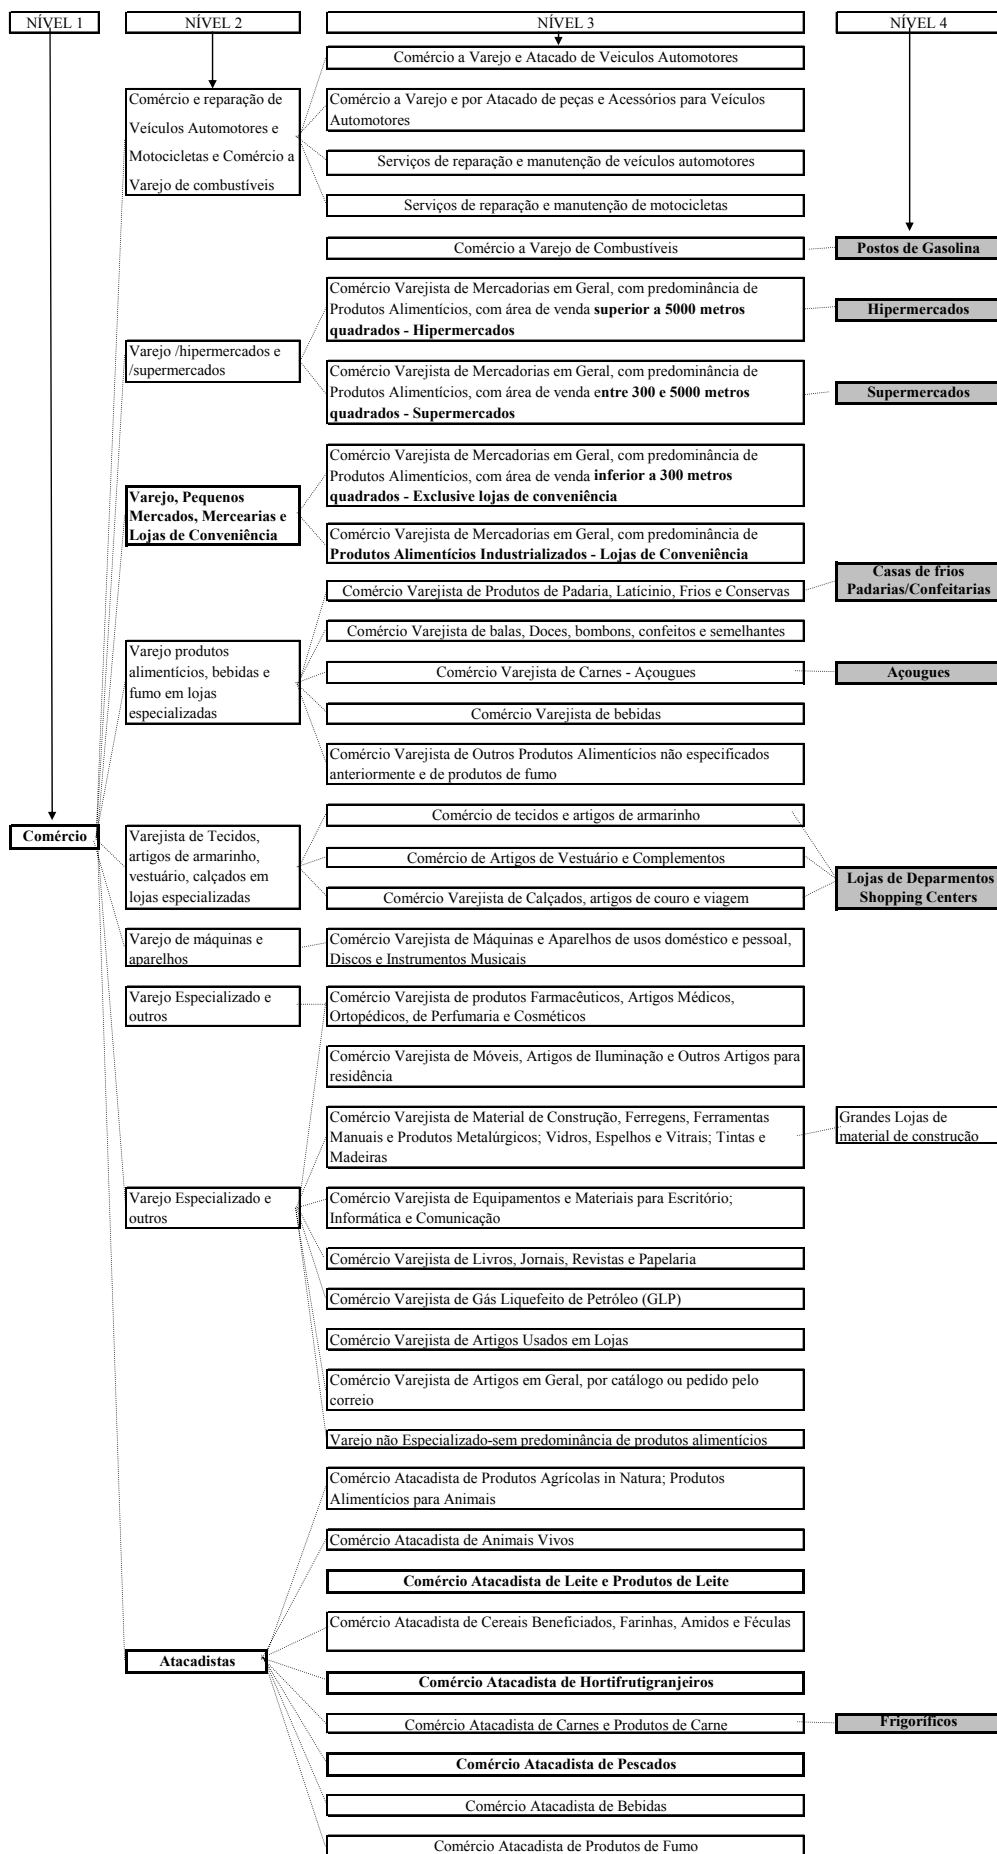 NÍVEL 1
NÍVEL 2
NÍVEL 3
NÍVEL 4
Comércio a Varejo e Atacado de Veiculos Automotores
Comércio e reparação de
Veículos Automotores e
Motocicletas e Comércio a
Varejo de combustíveis
Comércio a Varejo e por Atacado de peças e Acessórios para Veículos
Automotores
Serviços de reparação e manutenção de veículos automotores
Serviços de reparação e manutenção de motocicletas
Comércio a Varejo de Combustíveis
Postos de Gasolina
Comércio Varejista de Mercadorias em Geral, com predominância de
Produtos Alimentícios, com área de venda superior a 5000 metros
quadrados - Hipermercados
Hipermercados
Varejo /hipermercados e
/supermercados
Comércio Varejista de Mercadorias em Geral, com predominância de
Produtos Alimentícios, com área de venda entre 300 e 5000 metros
quadrados - Supermercados
Supermercados
Comércio Varejista de Mercadorias em Geral, com predominância de
Produtos Alimentícios, com área de venda inferior a 300 metros
quadrados - Exclusive lojas de conveniência
Varejo, Pequenos
Mercados, Mercearias e
Lojas de Conveniência
Comércio Varejista de Mercadorias em Geral, com predominância de
Produtos Alimentícios Industrializados - Lojas de Conveniência
Casas de frios
Padarias/Confeitarias
Comércio Varejista de Produtos de Padaria, Latícinio, Frios e Conservas
Comércio Varejista de balas, Doces, bombons, confeitos e semelhantes
Varejo produtos
alimentícios, bebidas e
fumo em lojas
especializadas
Comércio Varejista de Carnes - Açougues
Açougues
Comércio Varejista de bebidas
Comércio Varejista de Outros Produtos Alimentícios não especificados
anteriormente e de produtos de fumo
Comércio de tecidos e artigos de armarinho
Comércio
Varejista de Tecidos,
artigos de armarinho,
vestuário, calçados em
lojas especializadas
Comércio de Artigos de Vestuário e Complementos
Comércio Varejista de Calçados, artigos de couro e viagem
Lojas de Deparmentos
Shopping Centers
Varejo de máquinas e
aparelhos
Comércio Varejista de Máquinas e Aparelhos de usos doméstico e pessoal,
Discos e Instrumentos Musicais
Varejo Especializado e
outros
Comércio Varejista de produtos Farmacêuticos, Artigos Médicos,
Ortopédicos, de Perfumaria e Cosméticos
Comércio Varejista de Móveis, Artigos de Iluminação e Outros Artigos para
residência
Comércio Varejista de Material de Construção, Ferregens, Ferramentas
Manuais e Produtos Metalúrgicos; Vidros, Espelhos e Vitrais; Tintas e
Madeiras
Grandes Lojas de
material de construção
Varejo Especializado e
outros
Comércio Varejista de Equipamentos e Materiais para Escritório;
Informática e Comunicação
Comércio Varejista de Livros, Jornais, Revistas e Papelaria
Comércio Varejista de Gás Liquefeito de Petróleo (GLP)
Comércio Varejista de Artigos Usados em Lojas
Comércio Varejista de Artigos em Geral, por catálogo ou pedido pelo
correio
Varejo não Especializado-sem predominância de produtos alimentícios
Comércio Atacadista de Produtos Agrícolas in Natura; Produtos
Alimentícios para Animais
Comércio Atacadista de Animais Vivos
Comércio Atacadista de Leite e Produtos de Leite
Comércio Atacadista de Cereais Beneficiados, Farinhas, Amidos e Féculas
Atacadistas
Comércio Atacadista de Hortifrutigranjeiros
Comércio Atacadista de Carnes e Produtos de Carne
Frigoríficos
Comércio Atacadista de Pescados
Comércio Atacadista de Bebidas
Comércio Atacadista de Produtos de Fumo